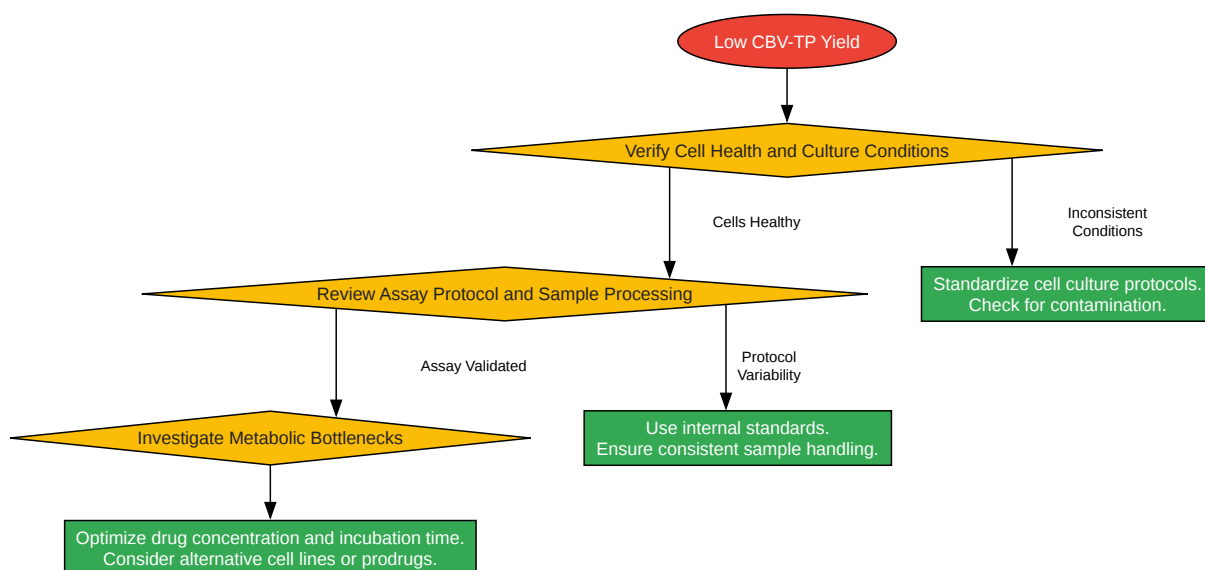 Low CBV-TP Yield
Verify Cell Health and Culture Conditions
Cells Healthy
Inconsistent
Conditions
Standardize cell culture protocols.
Check for contamination.
Review Assay Protocol and Sample Processing
Assay Validated
Protocol
Variability
Use internal standards.
Ensure consistent sample handling.
Investigate Metabolic Bottlenecks
Optimize drug concentration and incubation time.
Consider alternative cell lines or prodrugs.